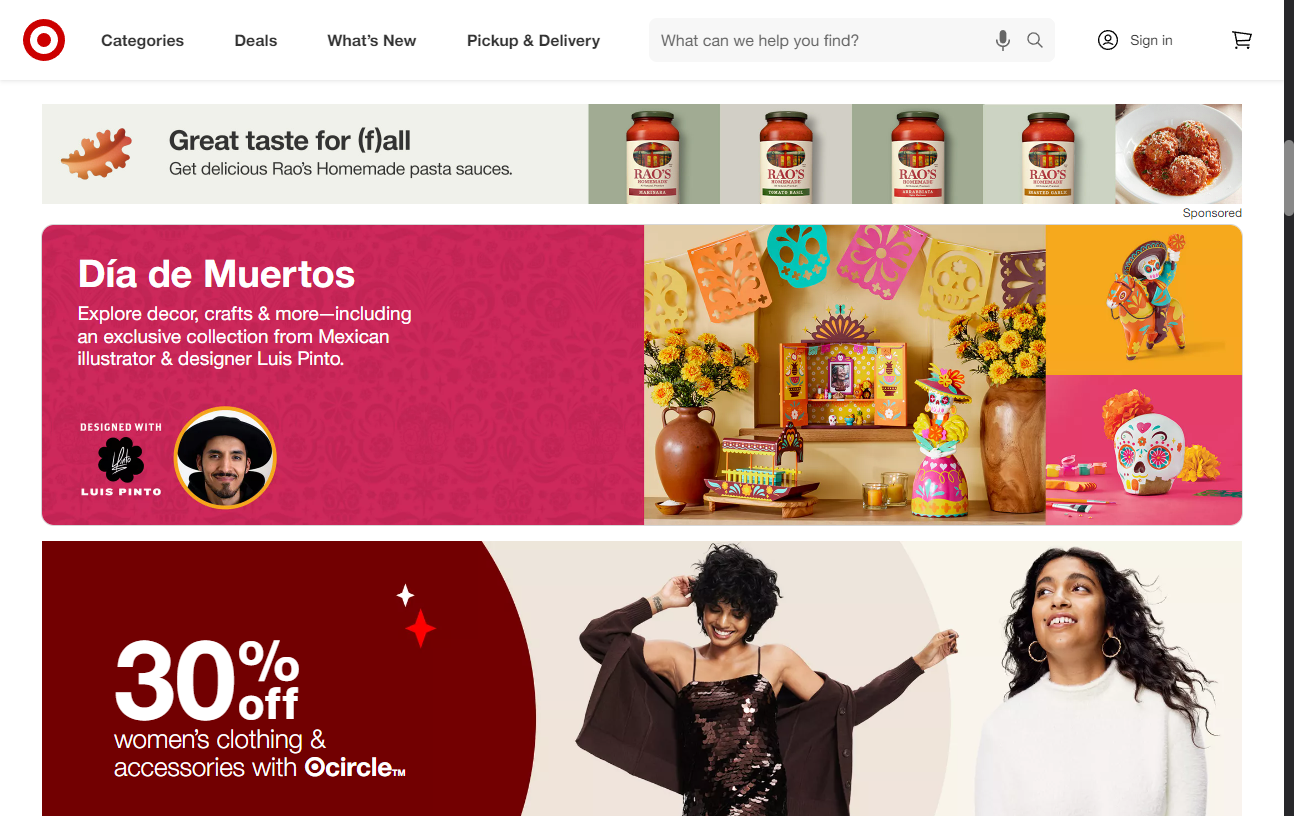 Categories
Deals
What's New
Pickup & Delivery
What can we help you find?
Sign in
Great taste for (f)all
Get delicious Rao's Homemade pasta sauces.
RAO'S
HOMEMADE
MARINARA
RAO'S
HOMEMADE
TOMATO BASIL
RAO'S
HOMEMADE
ARRABBIATA
RAO'S
HOMEMADE
ROASTED GARLIC
Sponsored
Día de Muertos
Explore decor, crafts & more—including
an exclusive collection from Mexican
illustrator & designer Luis Pinto.
DESIGNED WITH
LUIS PINTO
30%
off
women's clothing &
accessories with circle™